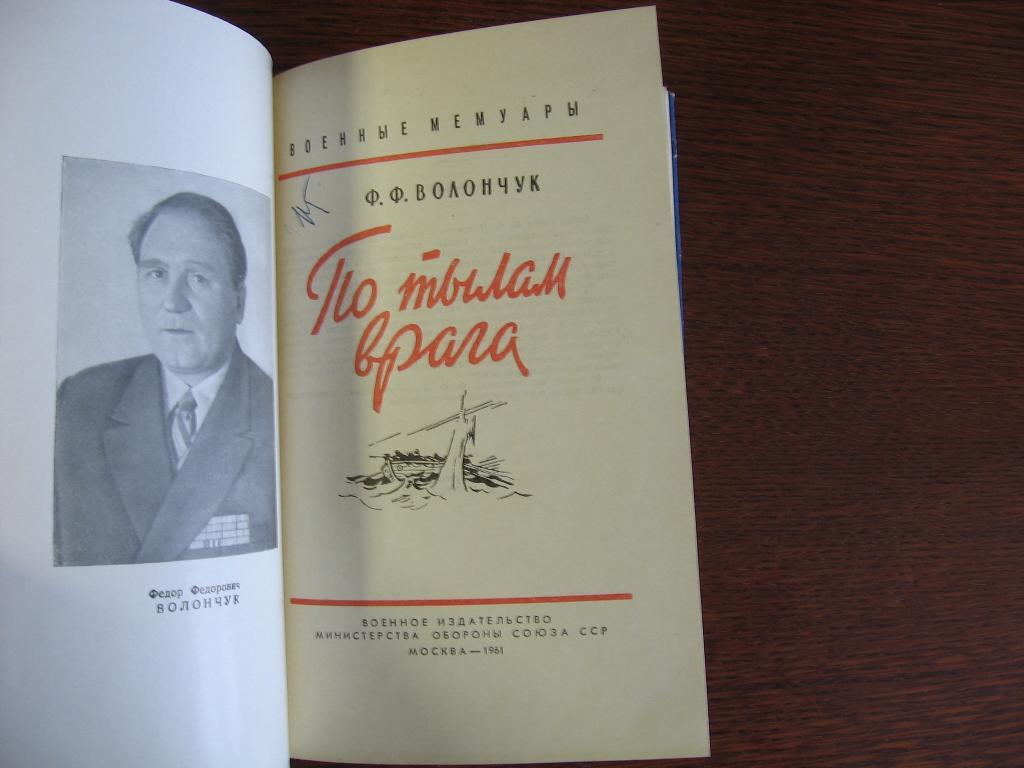 Федор Федорович
ВОЛОНЧУК
ВОЕННЫЕ МЕМУАРЫ
Ф. Ф. ВОЛОНЧУК
По тылам
врага
ВОЕННОЕ ИЗДАТЕЛЬСТВО
МИНИСТЕРСТВА ОБОРОНЫ СОЮЗА ССР
МОСКВА — 1961